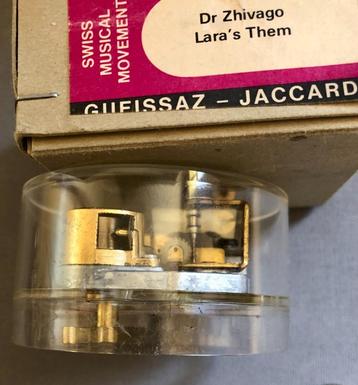 SWISS
MUSICAL
MOVEMENT
Dr Zhivago
Lara's Them
GUEISSAZ - JACCARD